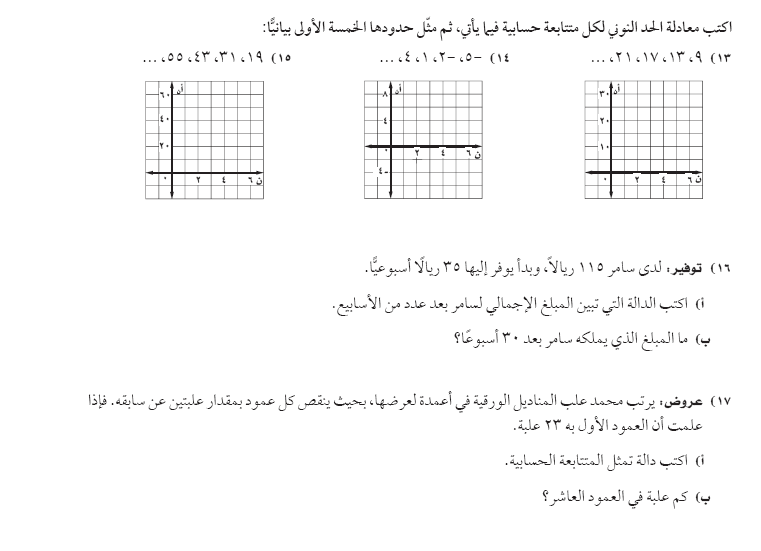 اكتب معادلة الحد النوني لكل متتابعة حسابية فيما يأتي، ثم مثّل حدودها الخمسة الأولى بيانيًّا:
١٣) ٩، ١٣، ١٧، ٢١، ... ١٤) -٥، -٢، ١، ٤، ... ١٥) ١٩، ٣١، ٤٣، ٥٥، ...
أن ٣٠ ٢٠ ١٠ ٠ ٢ ٤ ٦ ن
أن ٨ ٤ ٠ -٤ ٢ ٤ ٦ ن
أن ٦٠ ٤٠ ٢٠ ٠ ٢ ٤ ٦ ن
١٦) توفير: لدى سامر ١١٥ ريالاً، وبدأ يوفر إليها ٣٥ ريالًا أسبوعيًّا.
أ) اكتب الدالة التي تبين المبلغ الإجمالي لسامر بعد عدد من الأسابيع.
ب) ما المبلغ الذي يملكه سامر بعد ٣٠ أسبوعًا؟
١٧) عروض: يرتب محمد علب المناديل الورقية في أعمدة لعرضها، بحيث ينقص كل عمود بمقدار علبتين عن سابقه. فإذا
علمت أن العمود الأول به ٢٣ علبة.
أ) اكتب دالة تمثل المتتابعة الحسابية.
ب) كم علبة في العمود العاشر؟